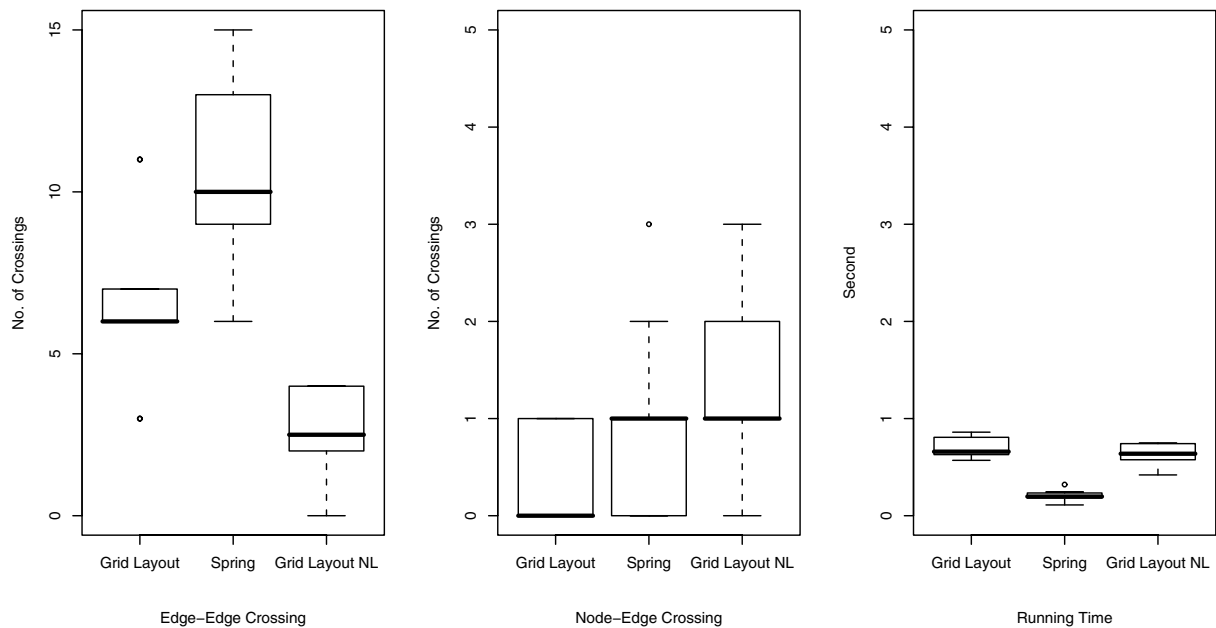 No. of Crossings
15
10
5
0
Grid Layout Spring Grid Layout NL
Edge−Edge Crossing
No. of Crossings
5
4
3
2
1
0
Grid Layout Spring Grid Layout NL
Node−Edge Crossing
Second
5
4
3
2
1
0
Grid Layout Spring Grid Layout NL
Running Time